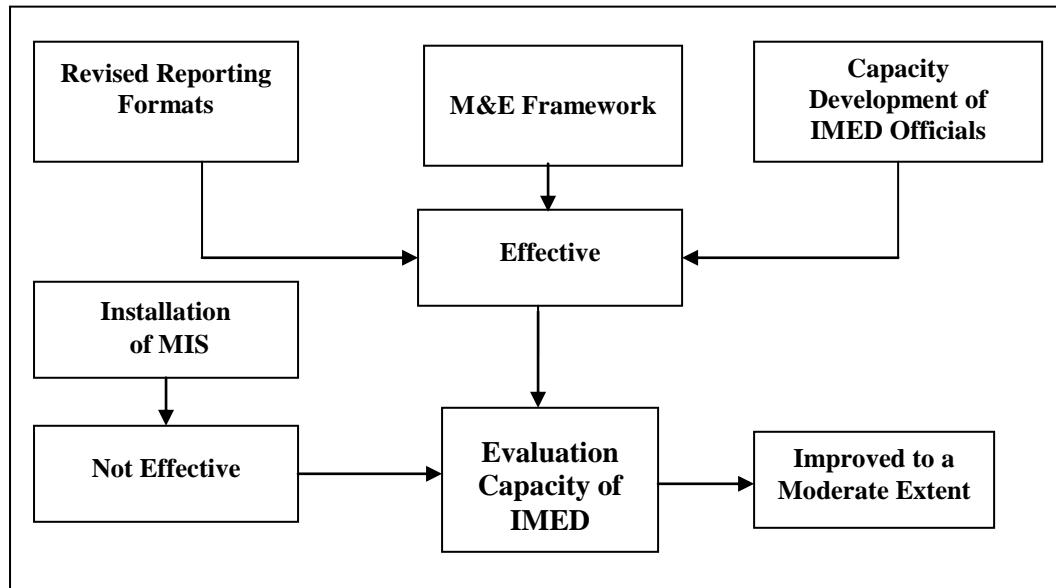 Revised Reporting
Formats
M&E Framework
Capacity
Development of
IMED Officials
Effective
Installation
of MIS
Not Effective
Evaluation
Capacity of
IMED
Improved to a
Moderate Extent